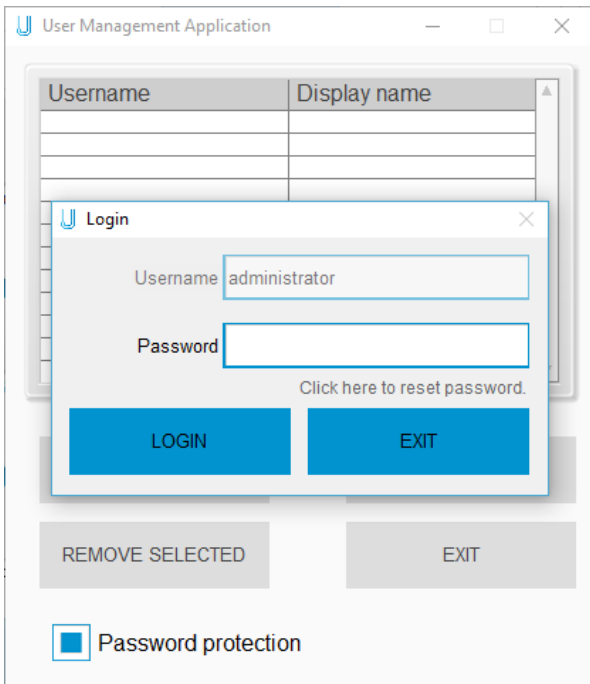 User Management Application
Username Display name
Login
Username administrator
Password
Click here to reset password.
LOGIN EXIT
REMOVE SELECTED EXIT
Password protection